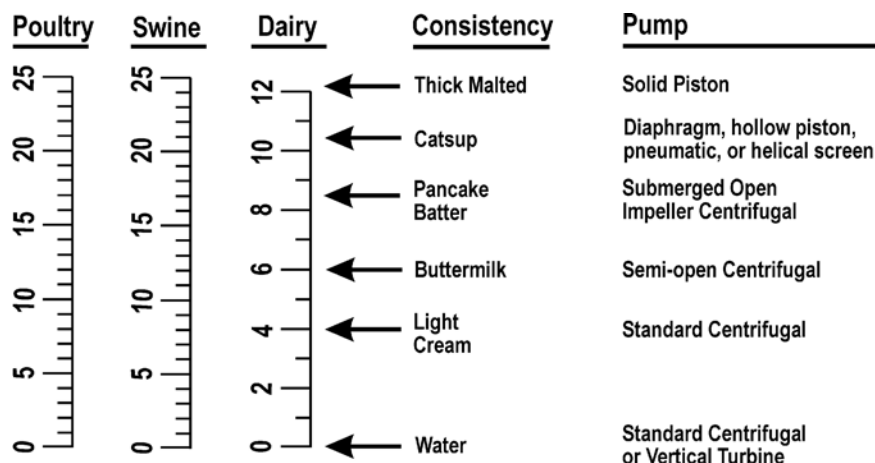 Poultry Swine Dairy Consistency Pump
25 25 12 Thick Malted Solid Piston
20 20 10 Catsup Diaphragm, hollow piston,
pneumatic, or helical screen
15 15 8 Pancake Submerged Open
Batter Impeller Centrifugal
10 10 6 Buttermilk Semi-open Centrifugal
5 5 4 Light Standard Centrifugal
Cream
2
0 0 0 Water Standard Centrifugal
or Vertical Turbine